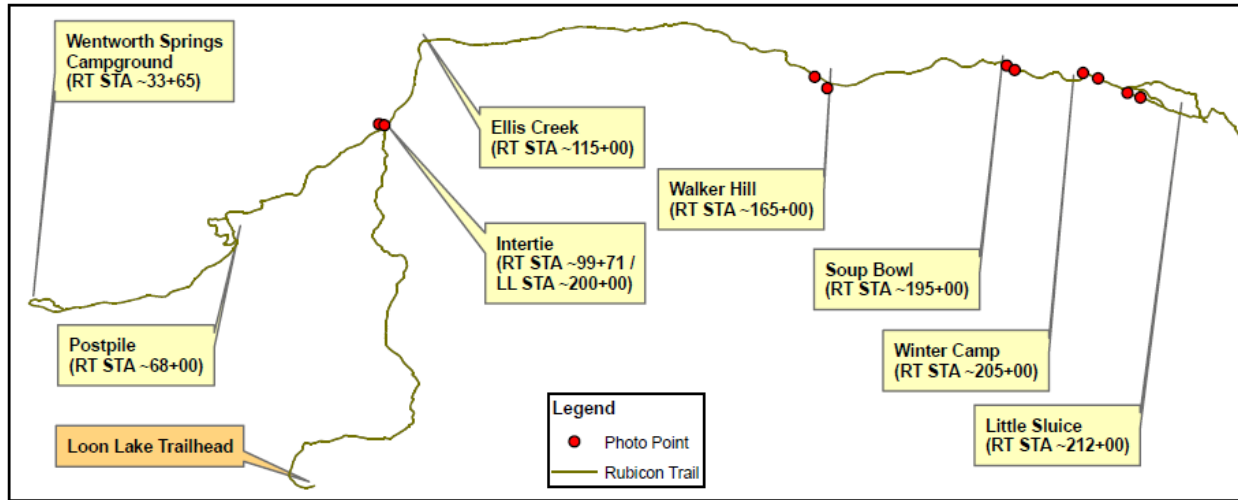 Wentworth Springs
Campground
(RT STA ~33+65)
Ellis Creek
(RT STA ~115+00)
Walker Hill
(RT STA ~165+00)
Intertie
(RT STA ~99+71 /
LL STA ~200+00)
Soup Bowl
(RT STA ~195+00)
Postpile
(RT STA ~68+00)
Winter Camp
(RT STA ~205+00)
Little Sluice
(RT STA ~212+00)
Loon Lake Trailhead
Legend
Photo Point
Rubicon Trail